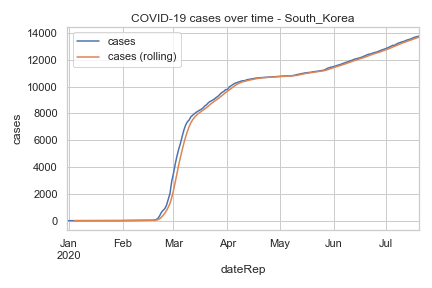 COVID-19 cases over time - South_Korea
cases
cases (rolling)
14000
12000
10000
8000
6000
4000
2000
0
cases
Jan Feb Mar Apr May Jun Jul
2020
dateRep